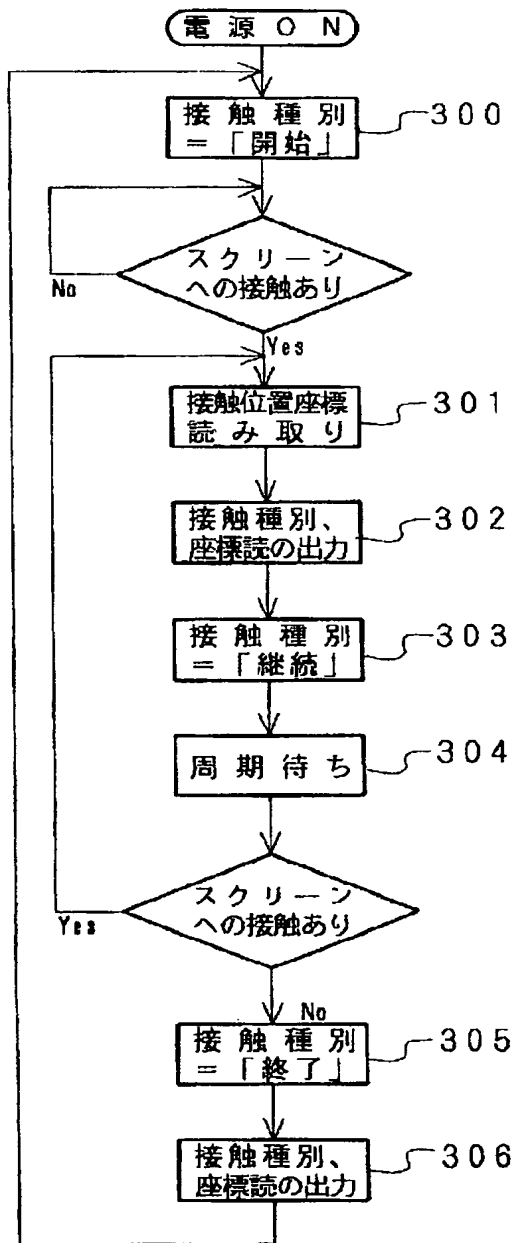 電源ON
接触種別
=「開始」
300
スクリーン
への接触あり
No
Yes
接触位置座標
読み取り
301
接触種別、
座標読の出力
302
接触種別
=「継続」
303
周期待ち
304
スクリーン
への接触あり
Yes
No
接触種別
=「終了」
305
接触種別、
座標読の出力
306